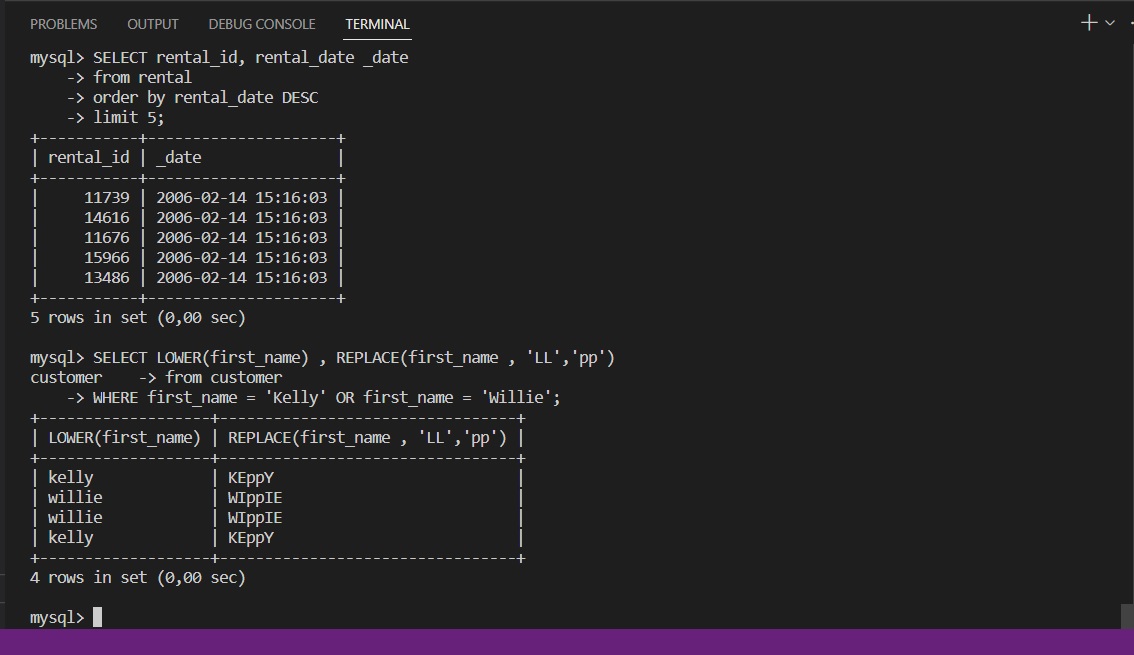 PROBLEMS OUTPUT DEBUG CONSOLE TERMINAL
mysql> SELECT rental_id, rental_date _date
    -> from rental
    -> order by rental_date DESC
    -> limit 5;
+-----------+---------------------+
| rental_id | _date               |
+-----------+---------------------+
|     11739 | 2006-02-14 15:16:03 |
|     14616 | 2006-02-14 15:16:03 |
|     11676 | 2006-02-14 15:16:03 |
|     15966 | 2006-02-14 15:16:03 |
|     13486 | 2006-02-14 15:16:03 |
+-----------+---------------------+
5 rows in set (0,00 sec)
mysql> SELECT LOWER(first_name) , REPLACE(first_name , 'LL','pp')
customer    -> from customer
    -> WHERE first_name = 'Kelly' OR first_name = 'Willie';
+-------------------+---------------------------------+
| LOWER(first_name) | REPLACE(first_name , 'LL','pp') |
+-------------------+---------------------------------+
| kelly             | KEppY                           |
| willie            | WIppIE                          |
| willie            | WIppIE                          |
| kelly             | KEppY                           |
+-------------------+---------------------------------+
4 rows in set (0,00 sec)
mysql>